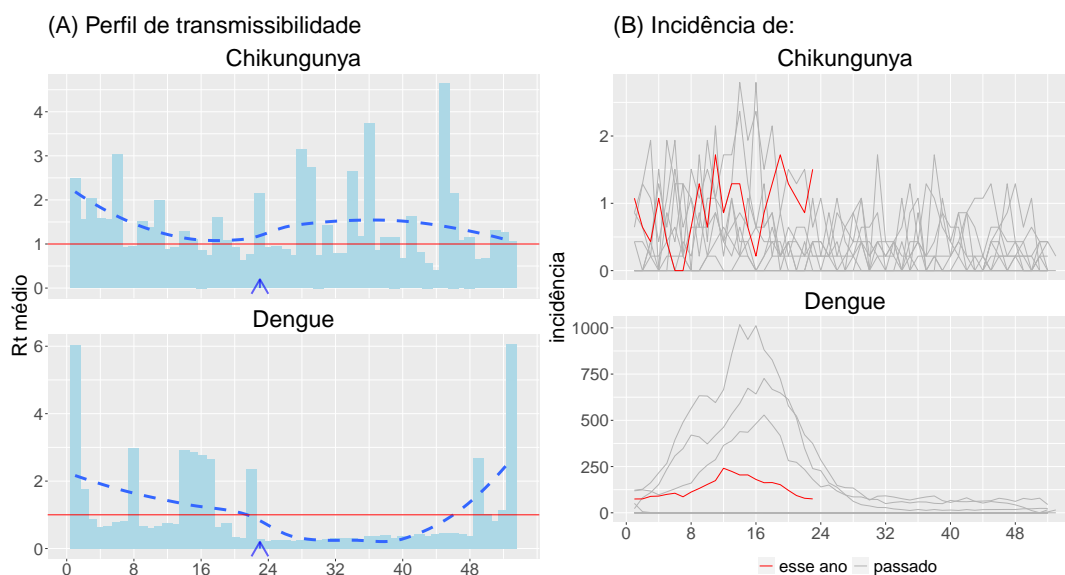 (A) Perfil de transmissibilidade
Chikungunya
4
3
2
1
0
Dengue
6
4
2
0
0 8 16 24 32 40 48
Rt médio
(B) Incidência de:
Chikungunya
2
1
0
Dengue
1000
750
500
250
0
0 8 16 24 32 40 48
incidência
esse ano passado